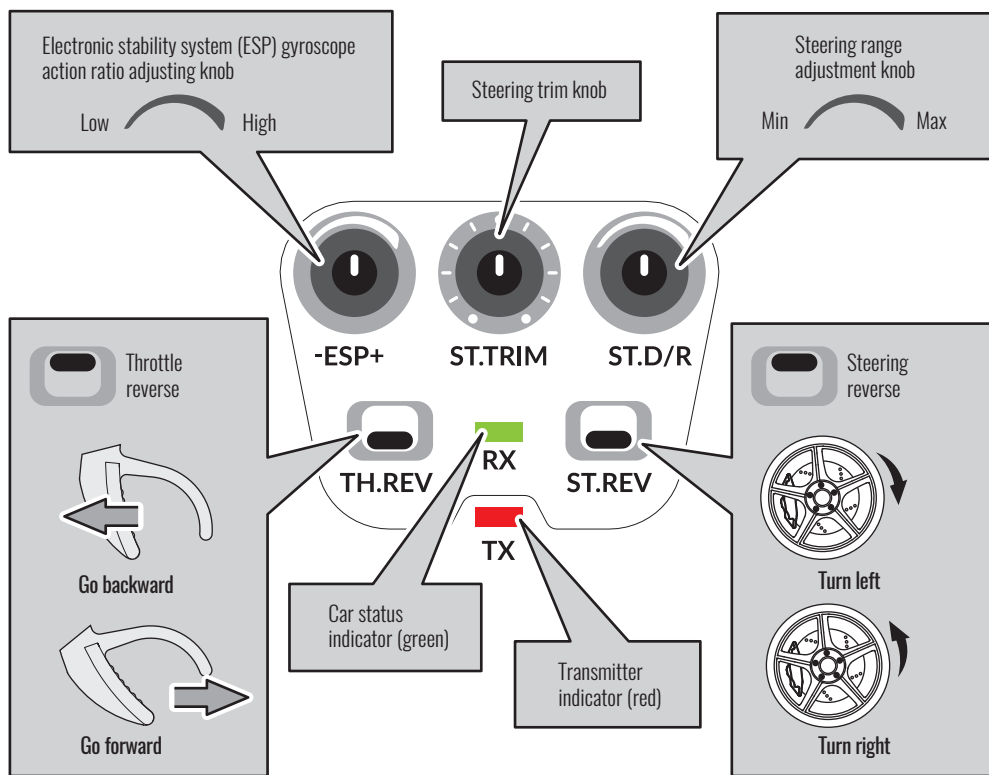 Electronic stability system (ESP) gyroscope
action ratio adjusting knob
Low High
Steering trim knob
Steering range
adjustment knob
Min Max
-ESP+
ST.TRIM
ST.D/R
Throttle
reverse
Go backward
Go forward
TH.REV
RX
ST.REV
TX
Car status
indicator (green)
Transmitter
indicator (red)
Steering
reverse
Turn left
Turn right